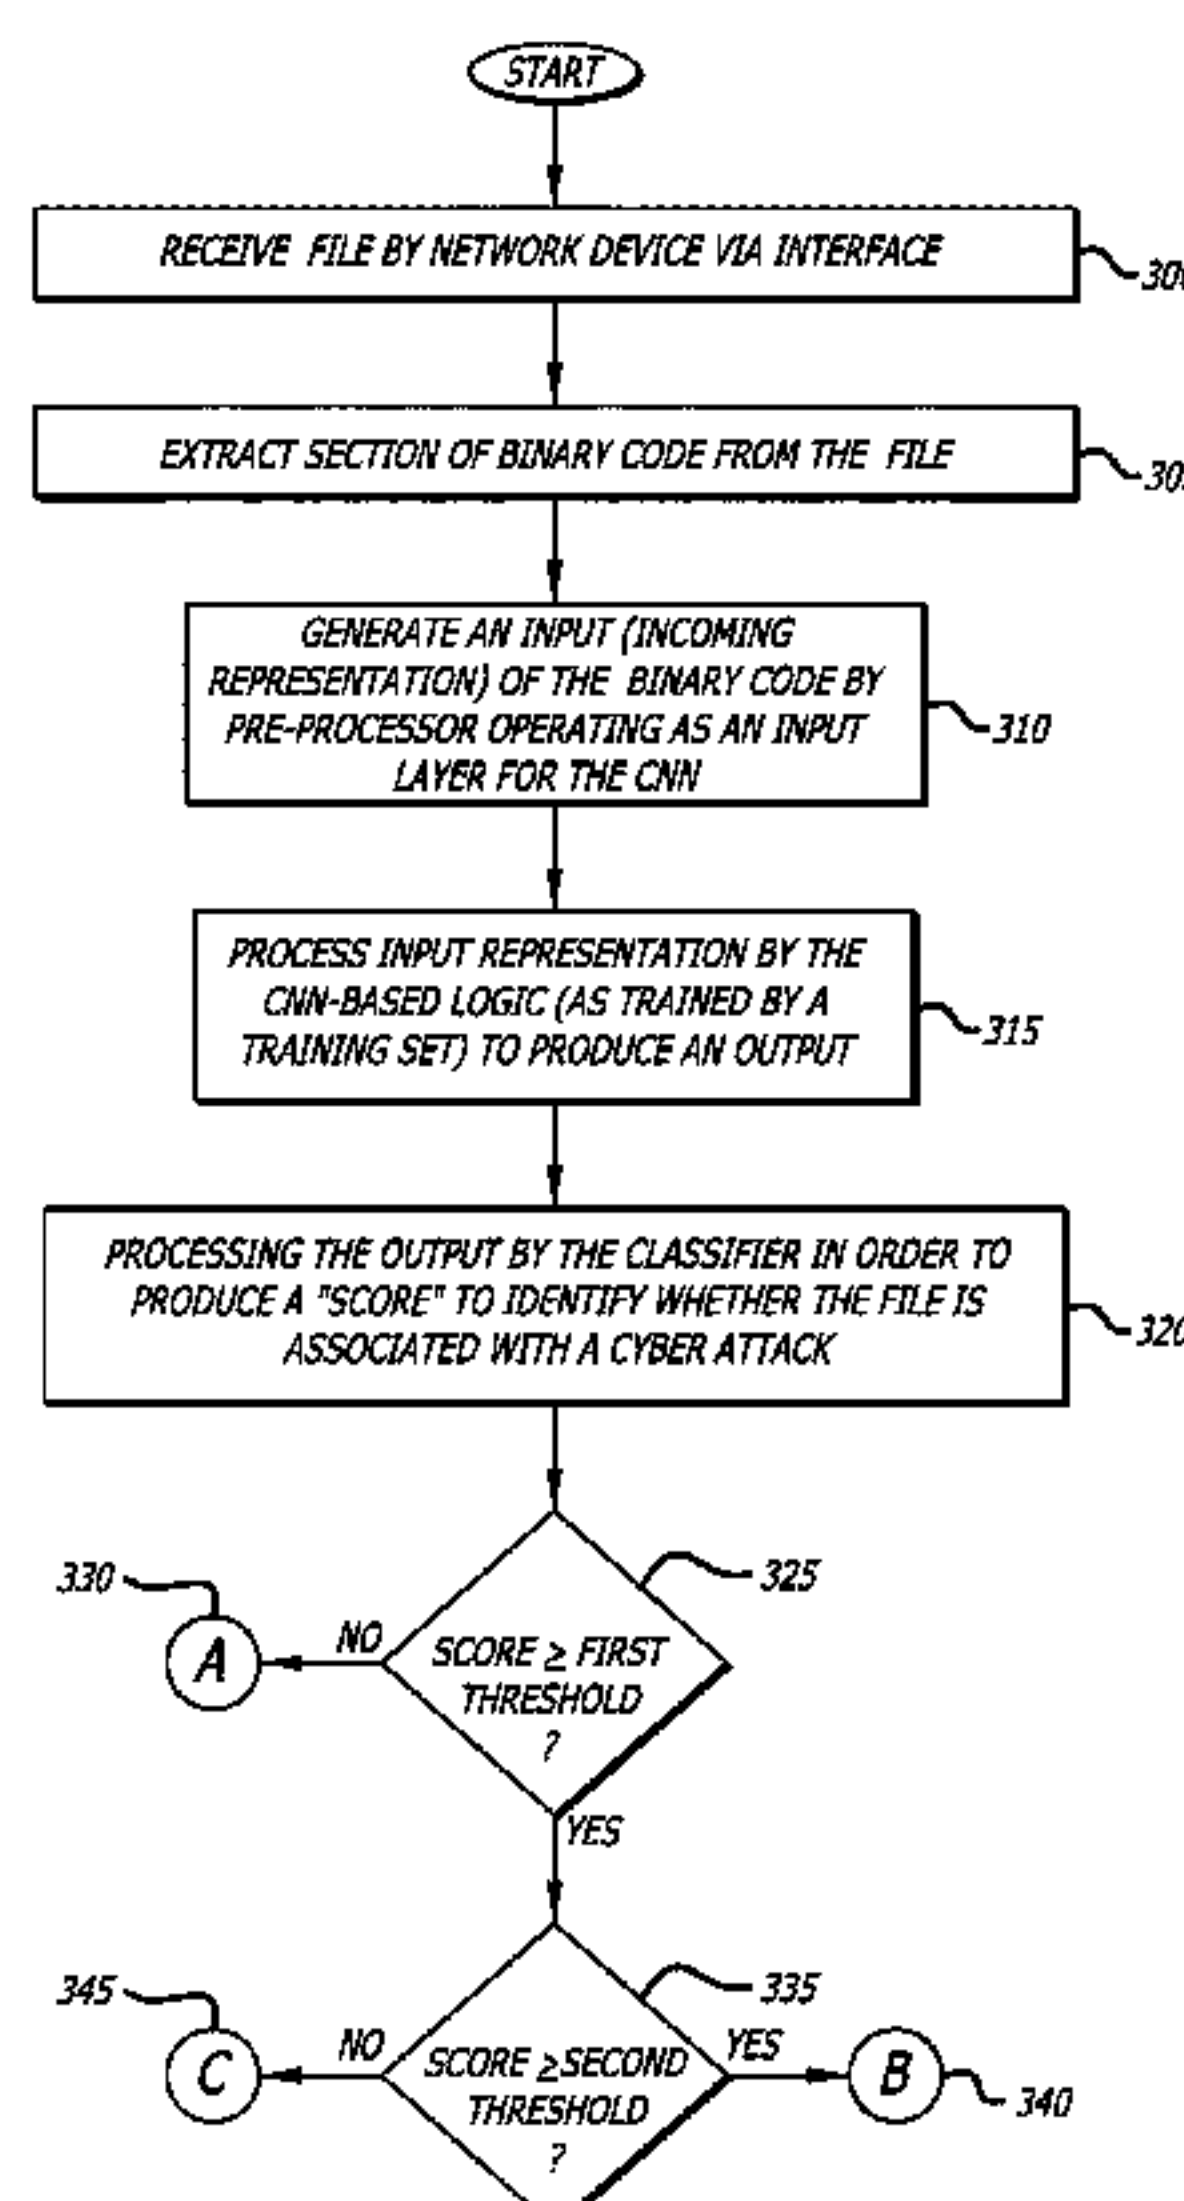 START
RECEIVE FILE BY NETWORK DEVICE VIA INTERFACE
EXTRACT SECTION OF BINARY CODE FROM THE FILE
GENERATE AN INPUT (INCOMING
REPRESENTATION) OF THE BINARY CODE BY
PRE-PROCESSOR OPERATING AS AN INPUT
LAYER FOR THE CNN
310
PROCESS INPUT REPRESENTATION BY THE
CNN-BASED LOGIC (AS TRAINED BY A
TRAINING SET) TO PRODUCE AN OUTPUT
315
PROCESSING THE OUTPUT BY THE CLASSIFIER IN ORDER TO
PRODUCE A "SCORE" TO IDENTIFY WHETHER THE FILE IS
ASSOCIATED WITH A CYBER ATTACK
320
330
325
A
NO
SCORE ≥ FIRST
THRESHOLD
?
YES
345
335
C
NO
SCORE ≥ SECOND
THRESHOLD
?
YES
B
340